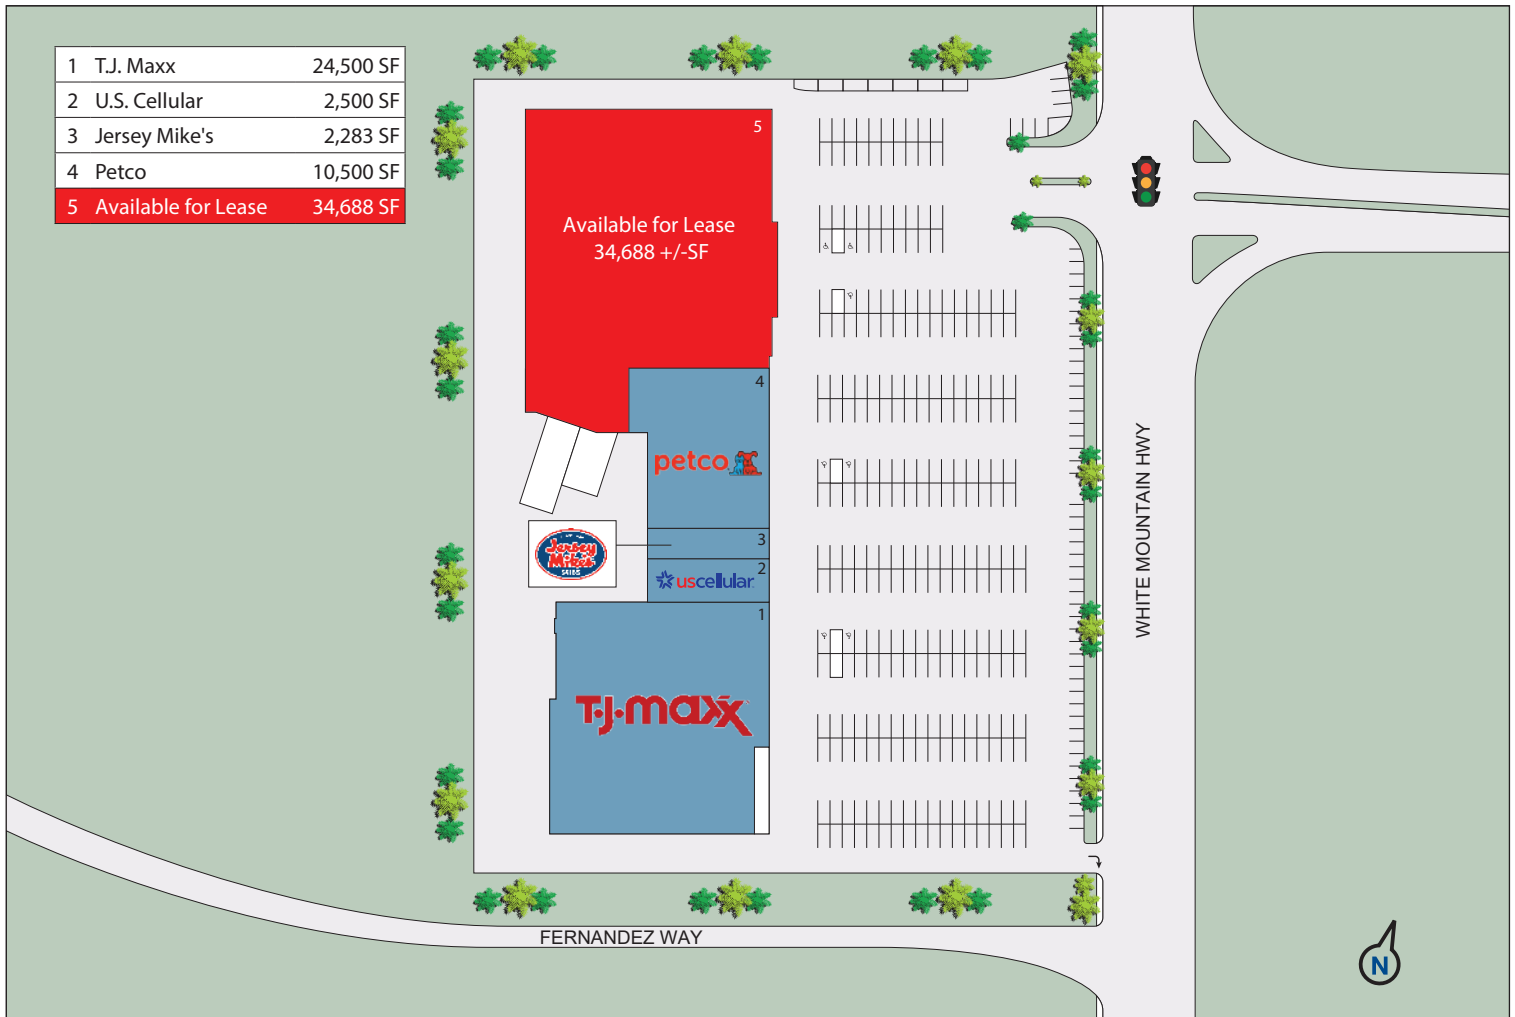 1 T.J. Maxx 24,500 SF
2 U.S. Cellular 2,500 SF
3 Jersey Mike's 2,283 SF
4 Petco 10,500 SF
5 Available for Lease 34,688 SF
5
Available for Lease
34,688 +/-SF
4
petco
3
Jersey
Mike's
SUBS
2
uscellular
1
T.J.maxx
WHITE MOUNTAIN HWY
FERNANDEZ WAY
N